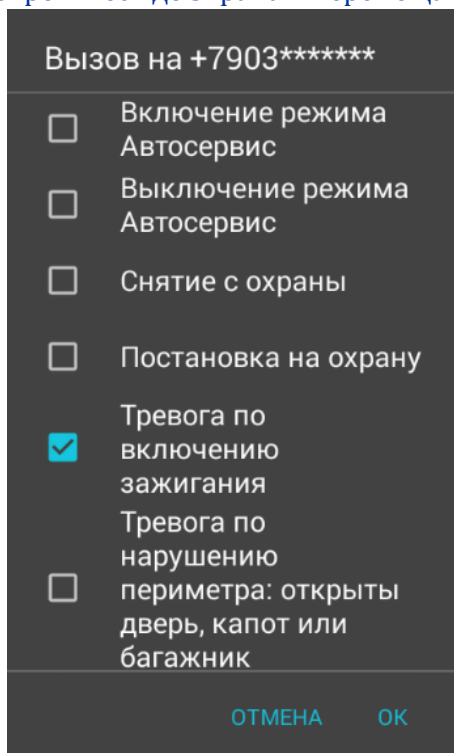 Вызов на +7903*******
Включение режима
Автосервис
Выключение режима
Автосервис
Снятие с охраны
Постановка на охрану
Тревога по
включению
зажигания
Тревога по
нарушению
периметра: открыты
дверь, капот или
багажник
ОТМЕНА OK